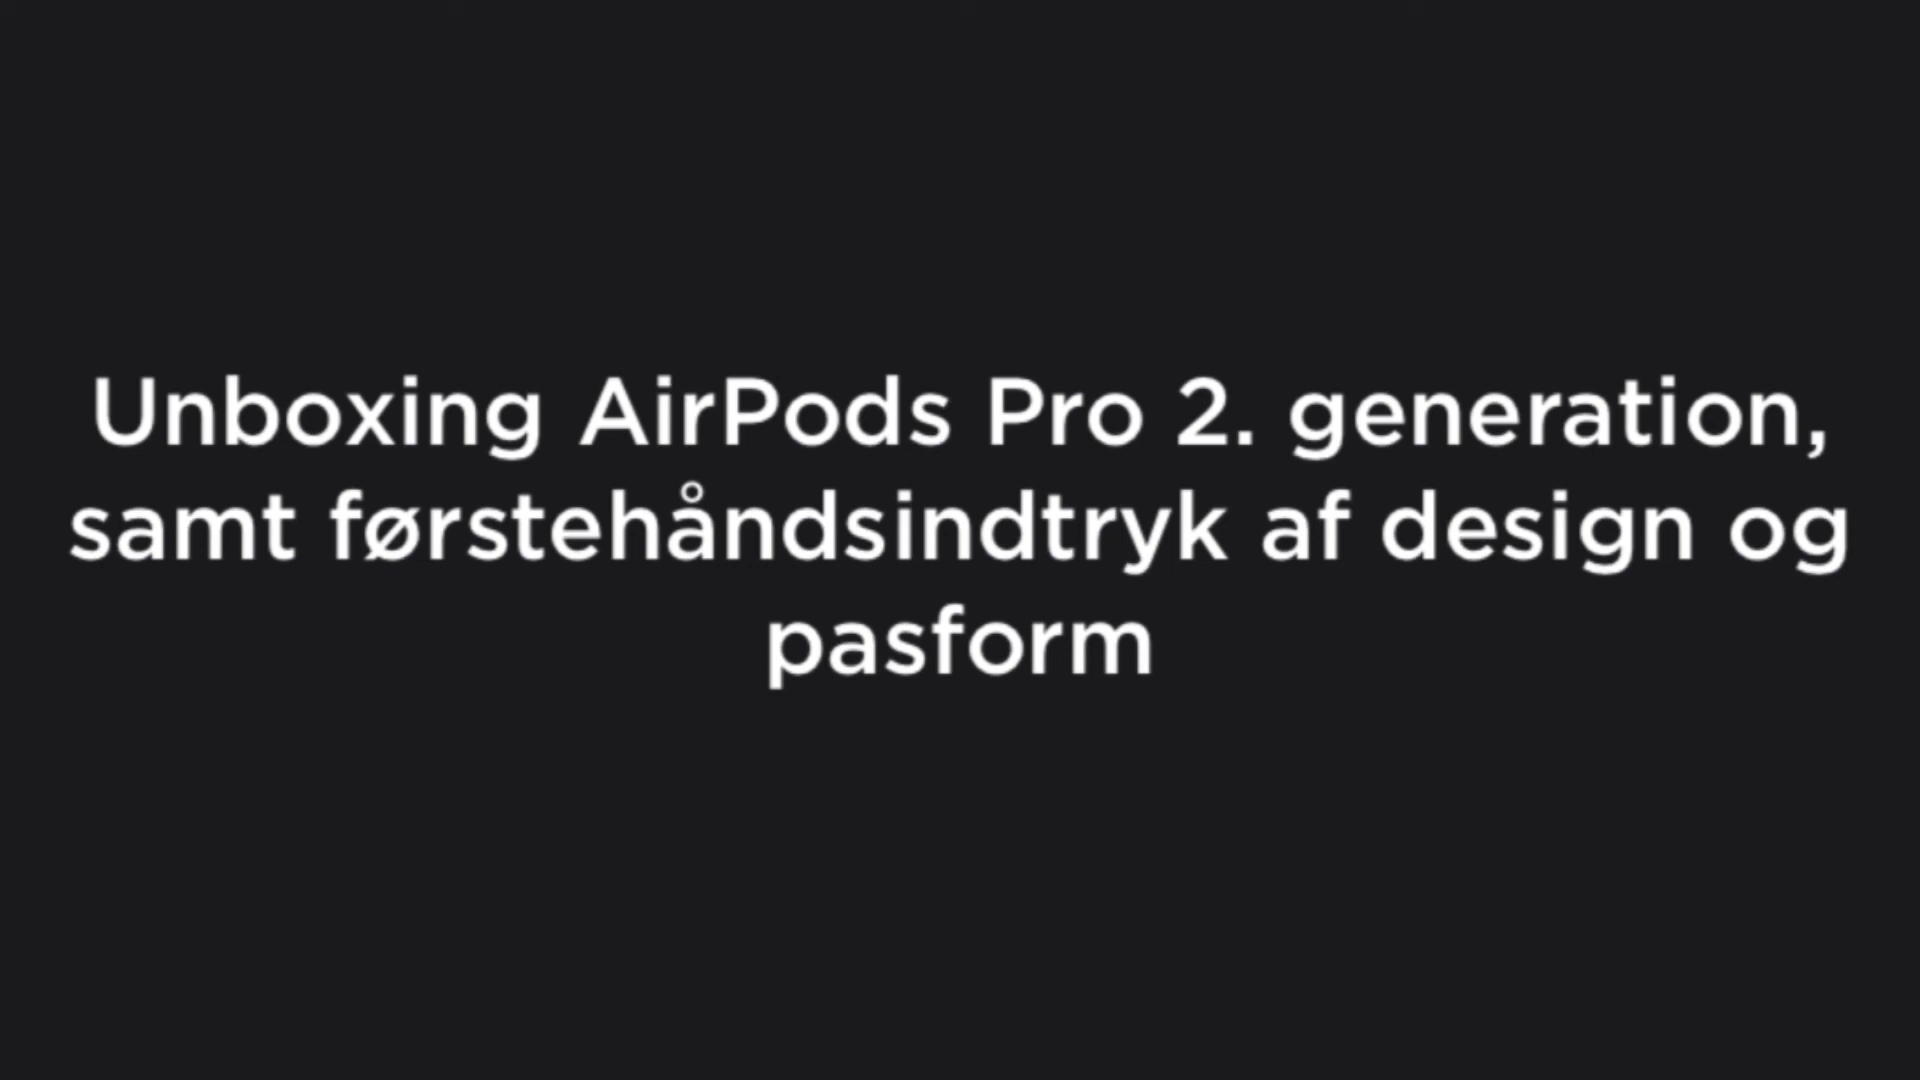 Unboxing AirPods Pro 2. generation,
samt førstehåndsindtryk af design og
pasform